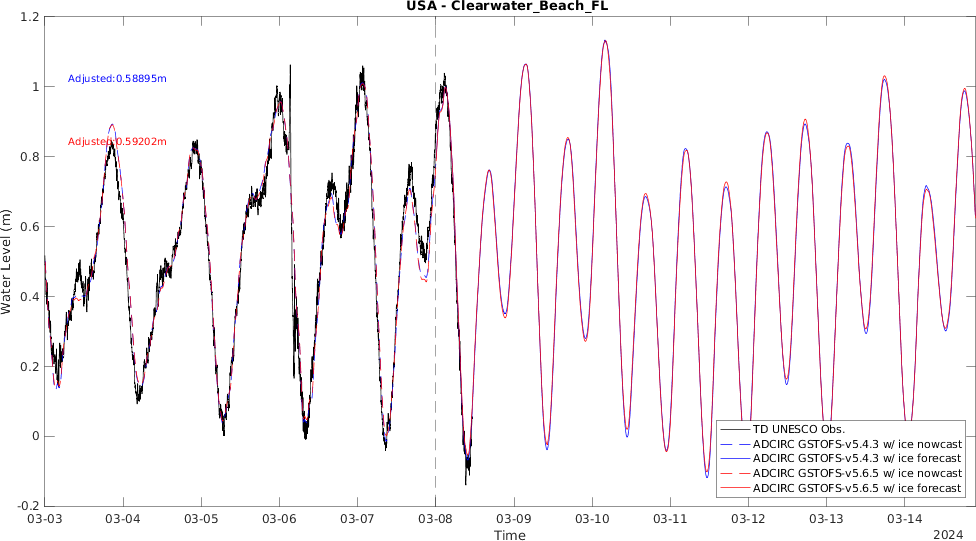 USA - Clearwater_Beach_FL
1.2
1
0.8
0.6
0.4
0.2
0
-0.2
Water Level (m)
Adjusted:0.58895m
Adjusted:0.59202m
TD UNESCO Obs.
ADCIRC GSTOFS-v5.4.3 w/ ice nowcast
ADCIRC GSTOFS-v5.4.3 w/ ice forecast
ADCIRC GSTOFS-v5.6.5 w/ ice nowcast
ADCIRC GSTOFS-v5.6.5 w/ ice forecast
03-03 03-04 03-05 03-06 03-07 03-08 03-09 03-10 03-11 03-12 03-13 03-14
Time
2024